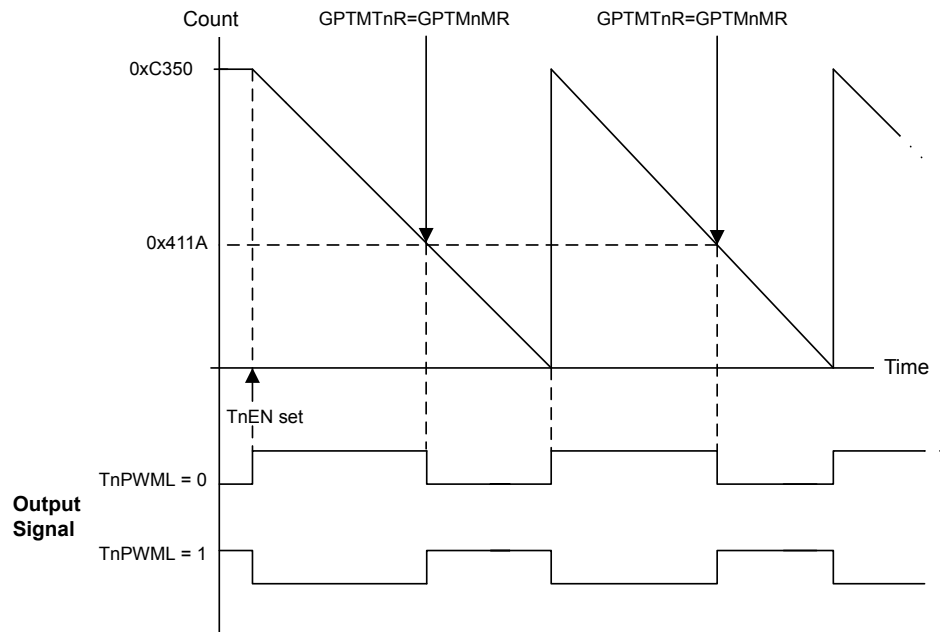 Count
GPTMTnR=GPTMnMR
GPTMTnR=GPTMnMR
0xC350
0x411A
Time
TnEN set
TnPWML = 0
Output
Signal
TnPWML = 1